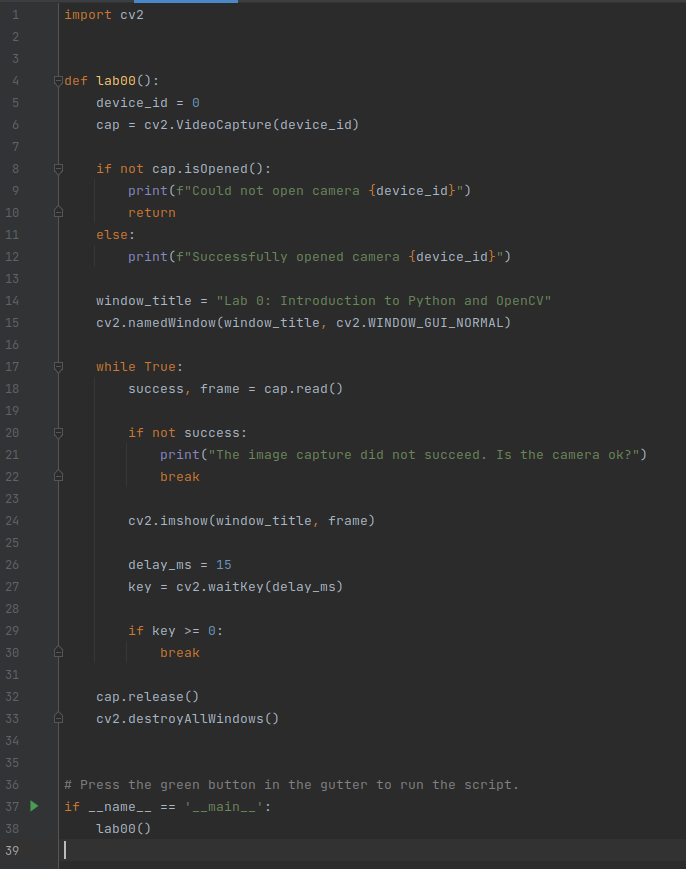 1 import cv2
2
3
4 def lab00():
5     device_id = 0
6     cap = cv2.VideoCapture(device_id)
7
8     if not cap.isOpened():
9         print(f"Could not open camera {device_id}")
10         return
11     else:
12         print(f"Successfully opened camera {device_id}")
13
14     window_title = "Lab 0: Introduction to Python and OpenCV"
15     cv2.namedWindow(window_title, cv2.WINDOW_GUI_NORMAL)
16
17     while True:
18         success, frame = cap.read()
19
20         if not success:
21             print("The image capture did not succeed. Is the camera ok?")
22             break
23
24         cv2.imshow(window_title, frame)
25
26         delay_ms = 15
27         key = cv2.waitKey(delay_ms)
28
29         if key >= 0:
30             break
31
32     cap.release()
33     cv2.destroyAllWindows()
34
35
36 # Press the green button in the gutter to run the script.
37 if __name__ == '__main__':
38     lab00()
39